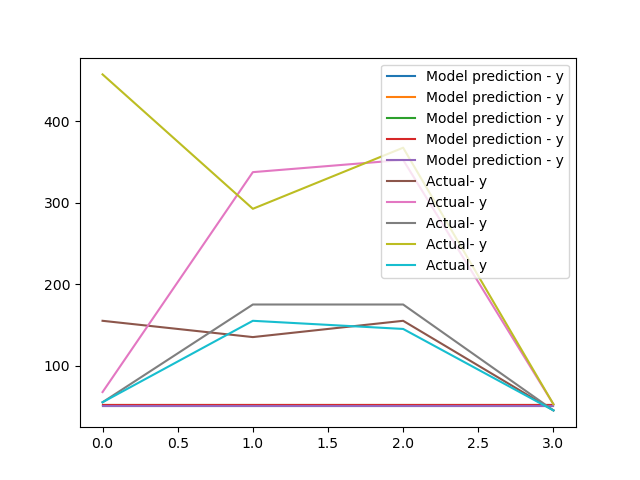 Model prediction - y
Model prediction - y
Model prediction - y
Model prediction - y
Model prediction - y
Actual- y
Actual- y
Actual- y
Actual- y
Actual- y
400
300
200
100
0.0 0.5 1.0 1.5 2.0 2.5 3.0